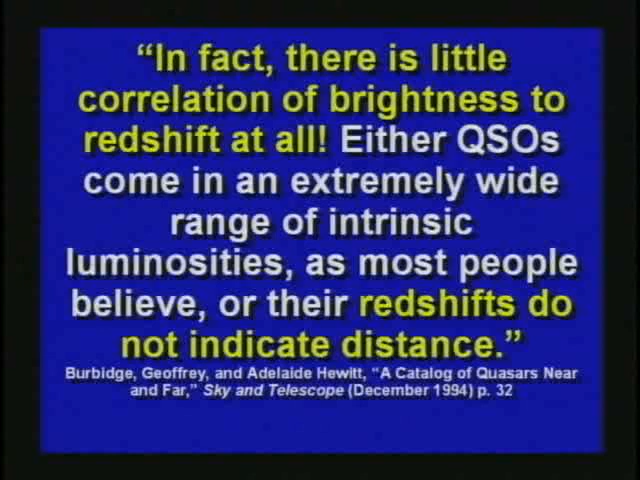 “In fact, there is little
correlation of brightness to
redshift at all! Either QSOs
come in an extremely wide
range of intrinsic
luminosities, as most people
believe, or their redshifts do
not indicate distance.”
Burbidge, Geoffrey, and Adelaide Hewitt, “A Catalog of Quasars Near
and Far,” Sky and Telescope (December 1994) p. 32